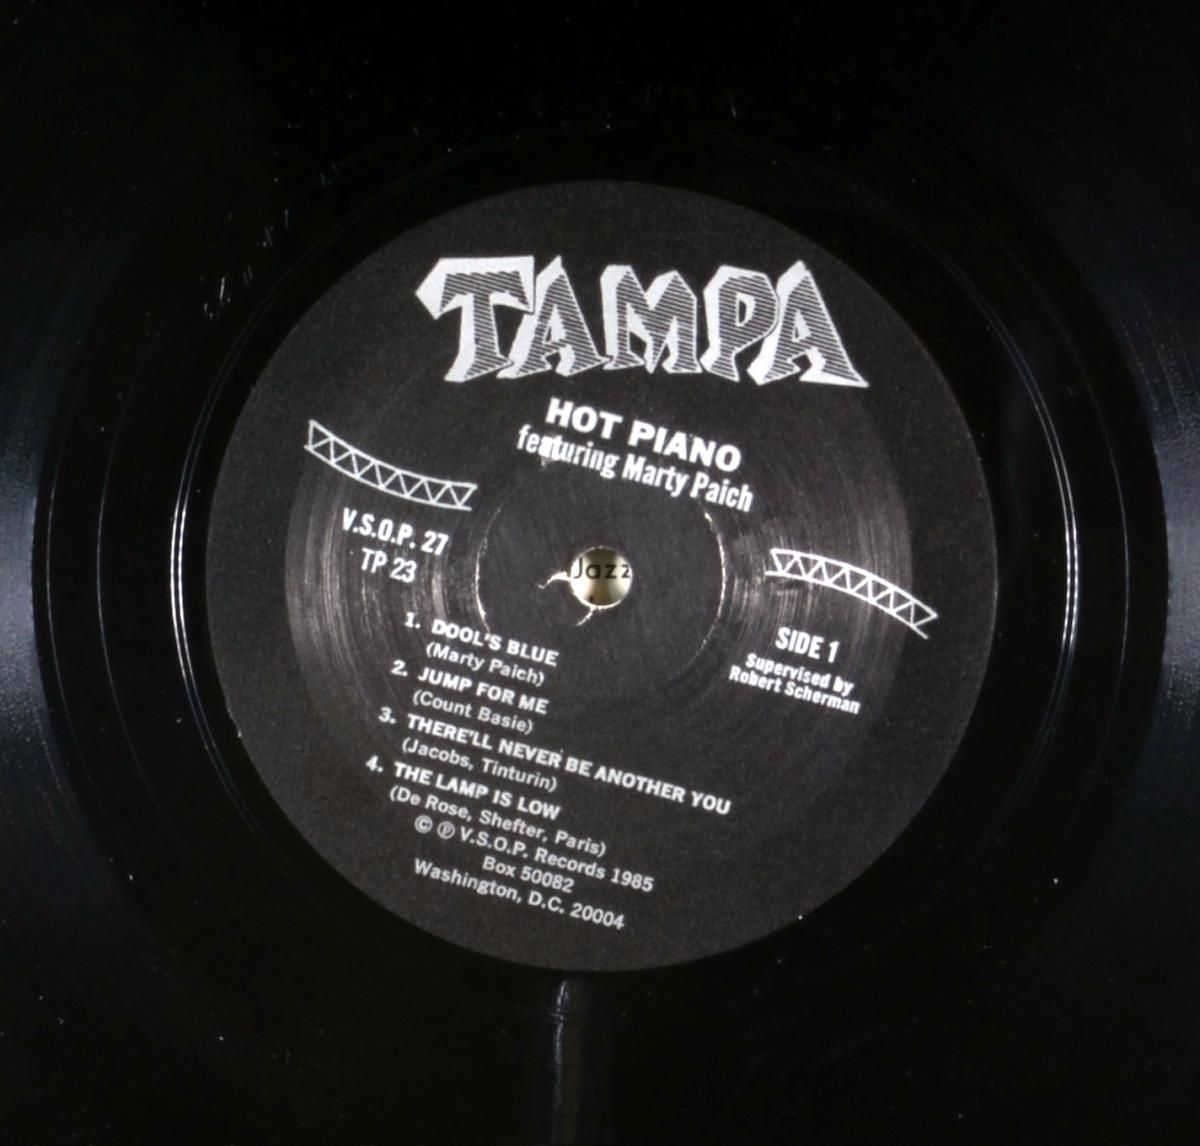 TAMPA
HOT PIANO
featuring Marty Paich
V.S.O.P. 27
TP 23
Jazz
SIDE 1
Supervised by
Robert Scherman
1. DOOL'S BLUE
(Marty Paich)
2. JUMP FOR ME
(Count Basie)
3. THERE'LL NEVER BE ANOTHER YOU
(Jacobs, Tinturin)
4. THE LAMP IS LOW
(De Rose, Shefter, Paris)
© ℗ V.S.O.P. Records 1985
Box 50082
Washington, D.C. 20004